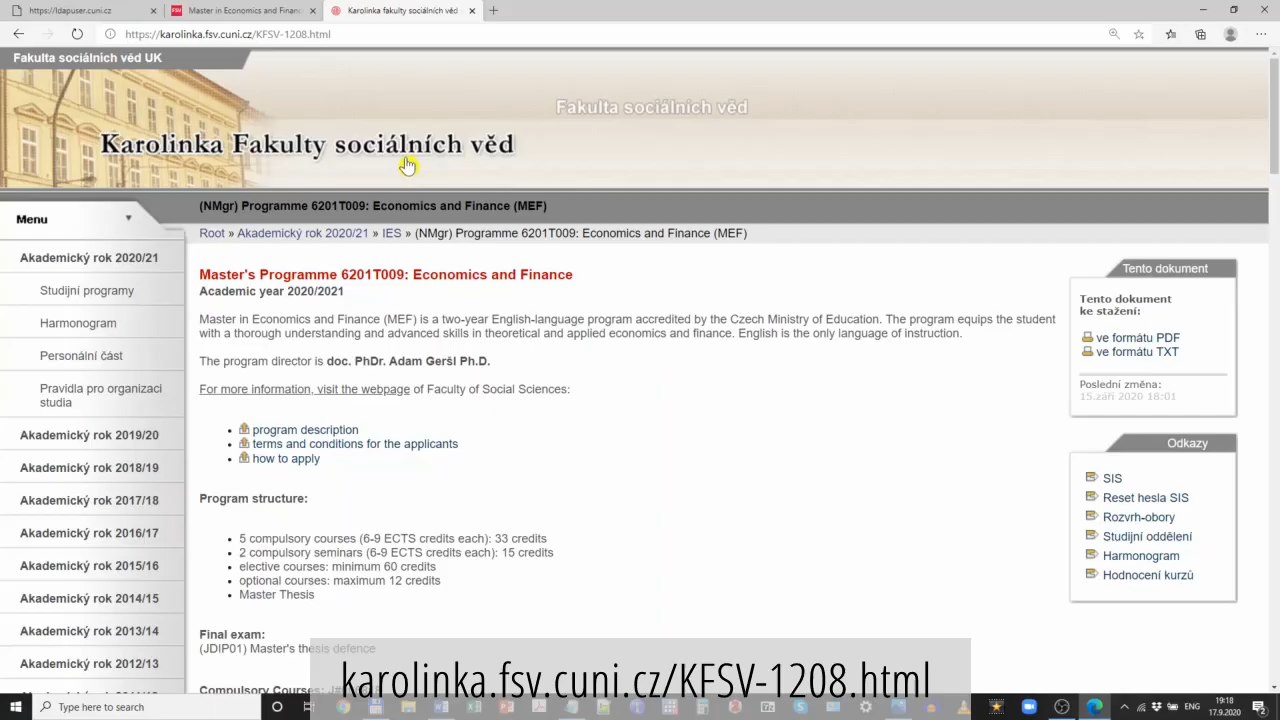 https://ldapuser.cuni.cz
Master in Economics and Financ
Karolinka fakulty sociální věd
https://karolinka.fsv.cuni.cz/KFSV-1208.html
Fakulta sociálních věd UK
Fakulta sociálních věd
Karolinka Fakulty sociálních věd
Menu
(NMgr) Programme 6201T009: Economics and Finance (MEF)
Root » Akademický rok 2020/21 » IES » (NMgr) Programme 6201T009: Economics and Finance (MEF)
Akademický rok 2020/21
Studijní programy
Harmonogram
Personální část
Pravidla pro organizaci
studia
Akademický rok 2019/20
Akademický rok 2018/19
Akademický rok 2017/18
Akademický rok 2016/17
Akademický rok 2015/16
Akademický rok 2014/15
Akademický rok 2013/14
Akademický rok 2012/13
Master's Programme 6201T009: Economics and Finance
Academic year 2020/2021
Master in Economics and Finance (MEF) is a two-year English-language program accredited by the Czech Ministry of Education. The program equips the student
with a thorough understanding and advanced skills in theoretical and applied economics and finance. English is the only language of instruction.
The program director is doc. PhDr. Adam Geršl Ph.D.
For more information, visit the webpage of Faculty of Social Sciences:
program description
terms and conditions for the applicants
how to apply
Program structure:
5 compulsory courses (6-9 ECTS credits each): 33 credits
2 compulsory seminars (6-9 ECTS credits each): 15 credits
elective courses: minimum 60 credits
optional courses: maximum 12 credits
Master Thesis
Final exam:
(JDIP01) Master's thesis defence
Compulsory Courses:
Tento dokument
Tento dokument
ke stažení:
ve formátu PDF
ve formátu TXT
Poslední změna:
15.září 2020 18:01
Odkazy
SIS
Reset hesla SIS
Rozvrh-obory
Studijní oddělení
Harmonogram
Hodnocení kurzů
karolinka.fsv.cuni.cz/KFSV-1208.html
Type here to search
ENG
19:18
17.9.2020